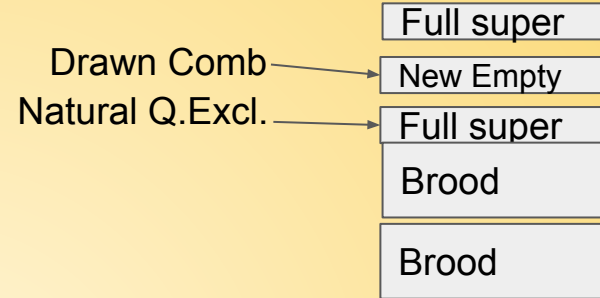 Full super
Drawn Comb
New Empty
Natural Q.Excl.
Full super
Brood
Brood